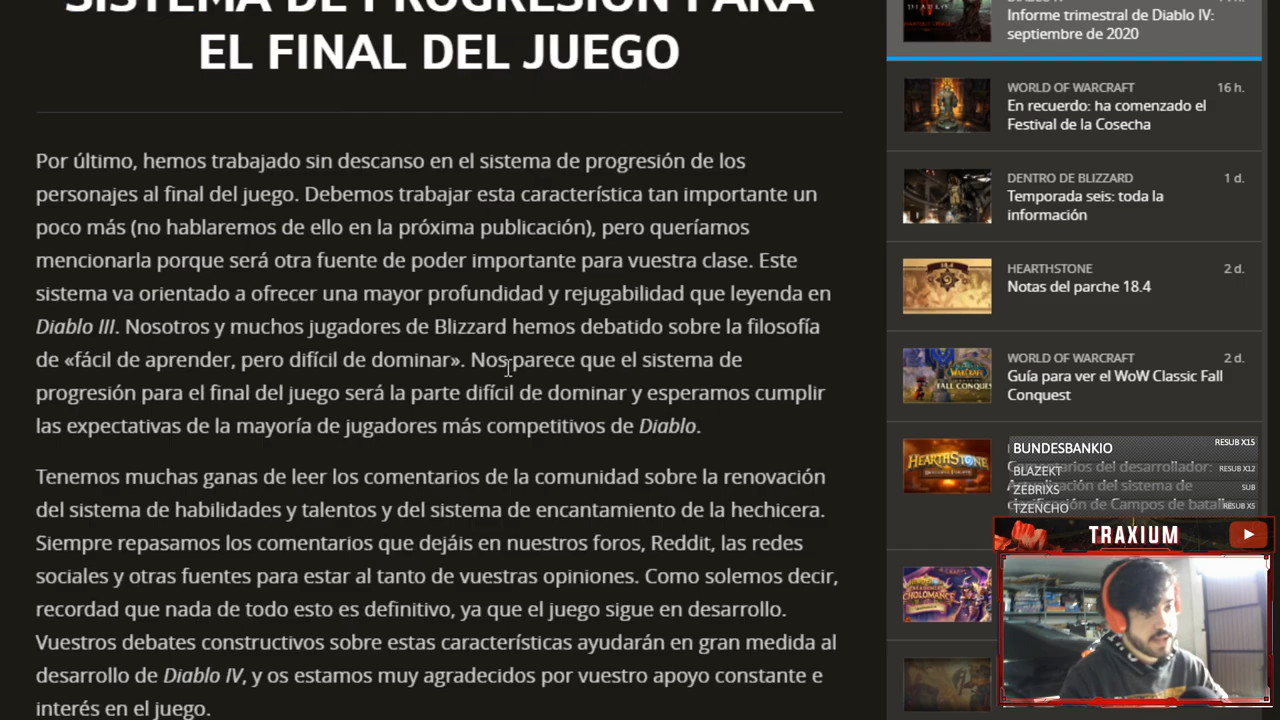 SISTEMA DE PROGRESIÓN PARA
EL FINAL DEL JUEGO
Por último, hemos trabajado sin descanso en el sistema de progresión de los
personajes al final del juego. Debemos trabajar esta característica tan importante un
poco más (no hablaremos de ello en la próxima publicación), pero queríamos
mencionarla porque será otra fuente de poder importante para vuestra clase. Este
sistema va orientado a ofrecer una mayor profundidad y rejugabilidad que leyenda en
Diablo III. Nosotros y muchos jugadores de Blizzard hemos debatido sobre la filosofía
de «fácil de aprender, pero difícil de dominar». Nos parece que el sistema de
progresión para el final del juego será la parte difícil de dominar y esperamos cumplir
las expectativas de la mayoría de jugadores más competitivos de Diablo.
Tenemos muchas ganas de leer los comentarios de la comunidad sobre la renovación
del sistema de habilidades y talentos y del sistema de encantamiento de la hechicera.
Siempre repasamos los comentarios que dejáis en nuestros foros, Reddit, las redes
sociales y otras fuentes para estar al tanto de vuestras opiniones. Como solemos decir,
recordad que nada de todo esto es definitivo, ya que el juego sigue en desarrollo.
Vuestros debates constructivos sobre estas características ayudarán en gran medida al
desarrollo de Diablo IV, y os estamos muy agradecidos por vuestro apoyo constante e
interés en el juego.
DIABLO
Informe trimestral de Diablo IV:
septiembre de 2020
WORLD OF WARCRAFT 16 h.
En recuerdo: ha comenzado el
Festival de la Cosecha
DENTRO DE BLIZZARD 1 d.
Temporada seis: toda la
información
HEARTHSTONE 2 d.
Notas del parche 18.4
18.4
WORLD OF WARCRAFT 2 d.
Guía para ver el WoW Classic Fall
Conquest
FALL CONQUES
HEARTHSTONE
BUNDESBANKIO RESUB X15
BLAZEKT RESUB X12
del desarrollador:
ZEBRIXS SUB
del sistema de
TZENCHO RESUB X5
de Campos de
TRAXIUM